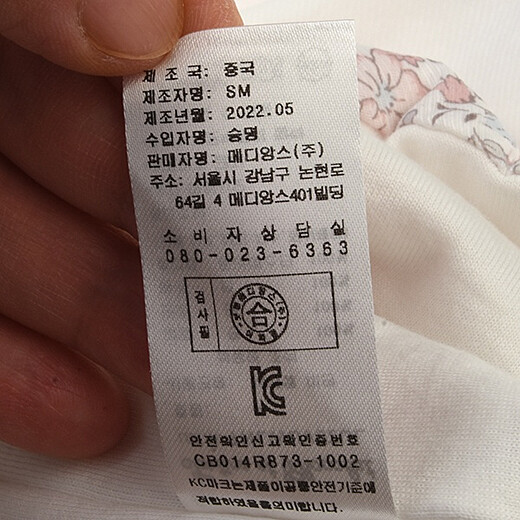 제 조 국: 중국
제조자명: SM
제조년월: 2022.05
수입자명: 승명
판매자명: 메디앙스(주)
주소: 서울시 강남구 논현로
64길 4 메디앙스401빌딩
소 비 자 상 담 실
080-023-6363
검사필
합
안전확인신고확인증번호
CB014R873-1002
KC마크는제품이공통안전기준에
적합하였음을의미합니다